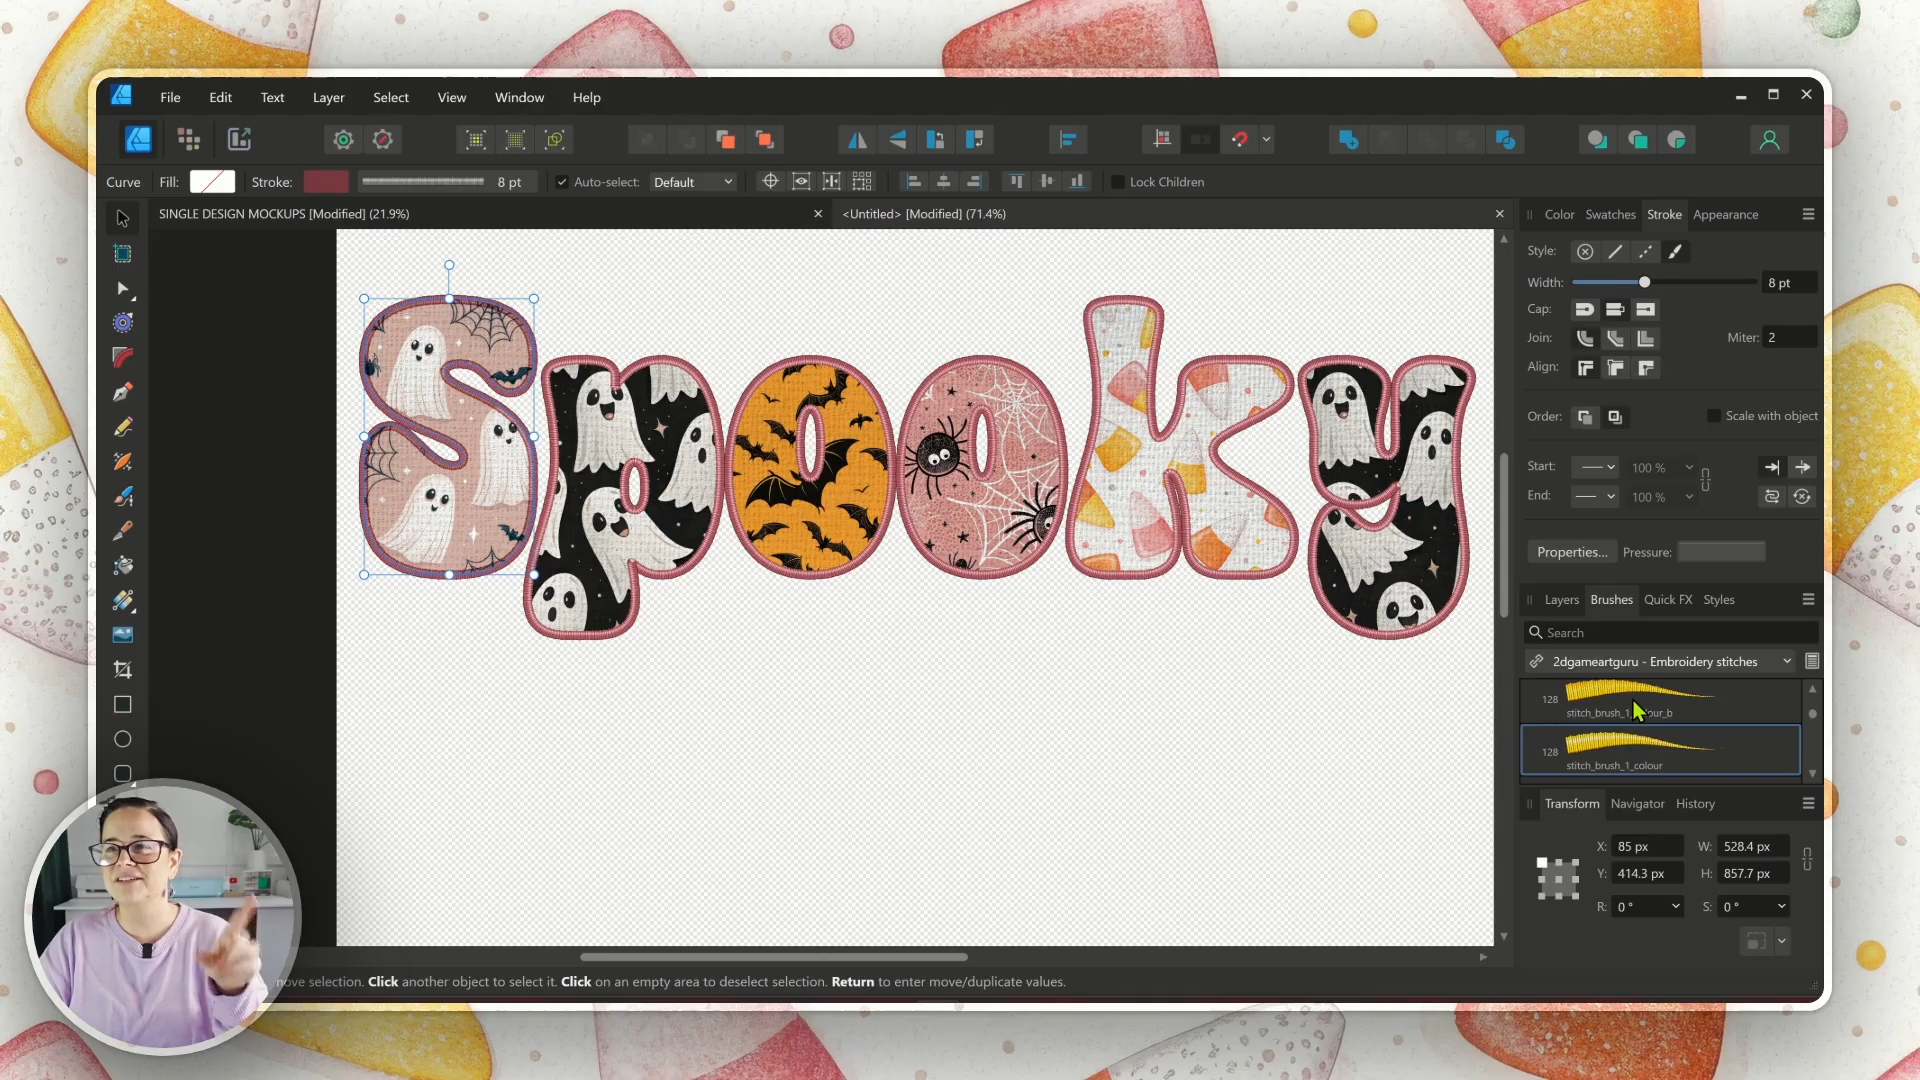 File Edit Text Layer Select View Window Help
Curve Fill: Stroke: 8 pt Auto-select: Default Lock Children
SINGLE DESIGN MOCKUPS [Modified] (21.9%) <Untitled> [Modified] (71.4%)
Color Swatches Stroke Appearance
Style:
Width: 8 pt
Cap:
Join: Miter: 2
Align:
Order: Scale with object
Start: 100 %
End: 100 %
Properties... Pressure:
Layers Brushes Quick FX Styles
Search
2dgameartguru - Embroidery stitches
128
128
stitch_brush_1_colour
Spooky
Transform Navigator History
X: 85 px W: 528.4 px
Y: 414.3 px H: 857.7 px
R: 0 ° S: 0 °
selection. Click another object to select it. Click on an empty area to deselect selection. Return to enter move/duplicate values.